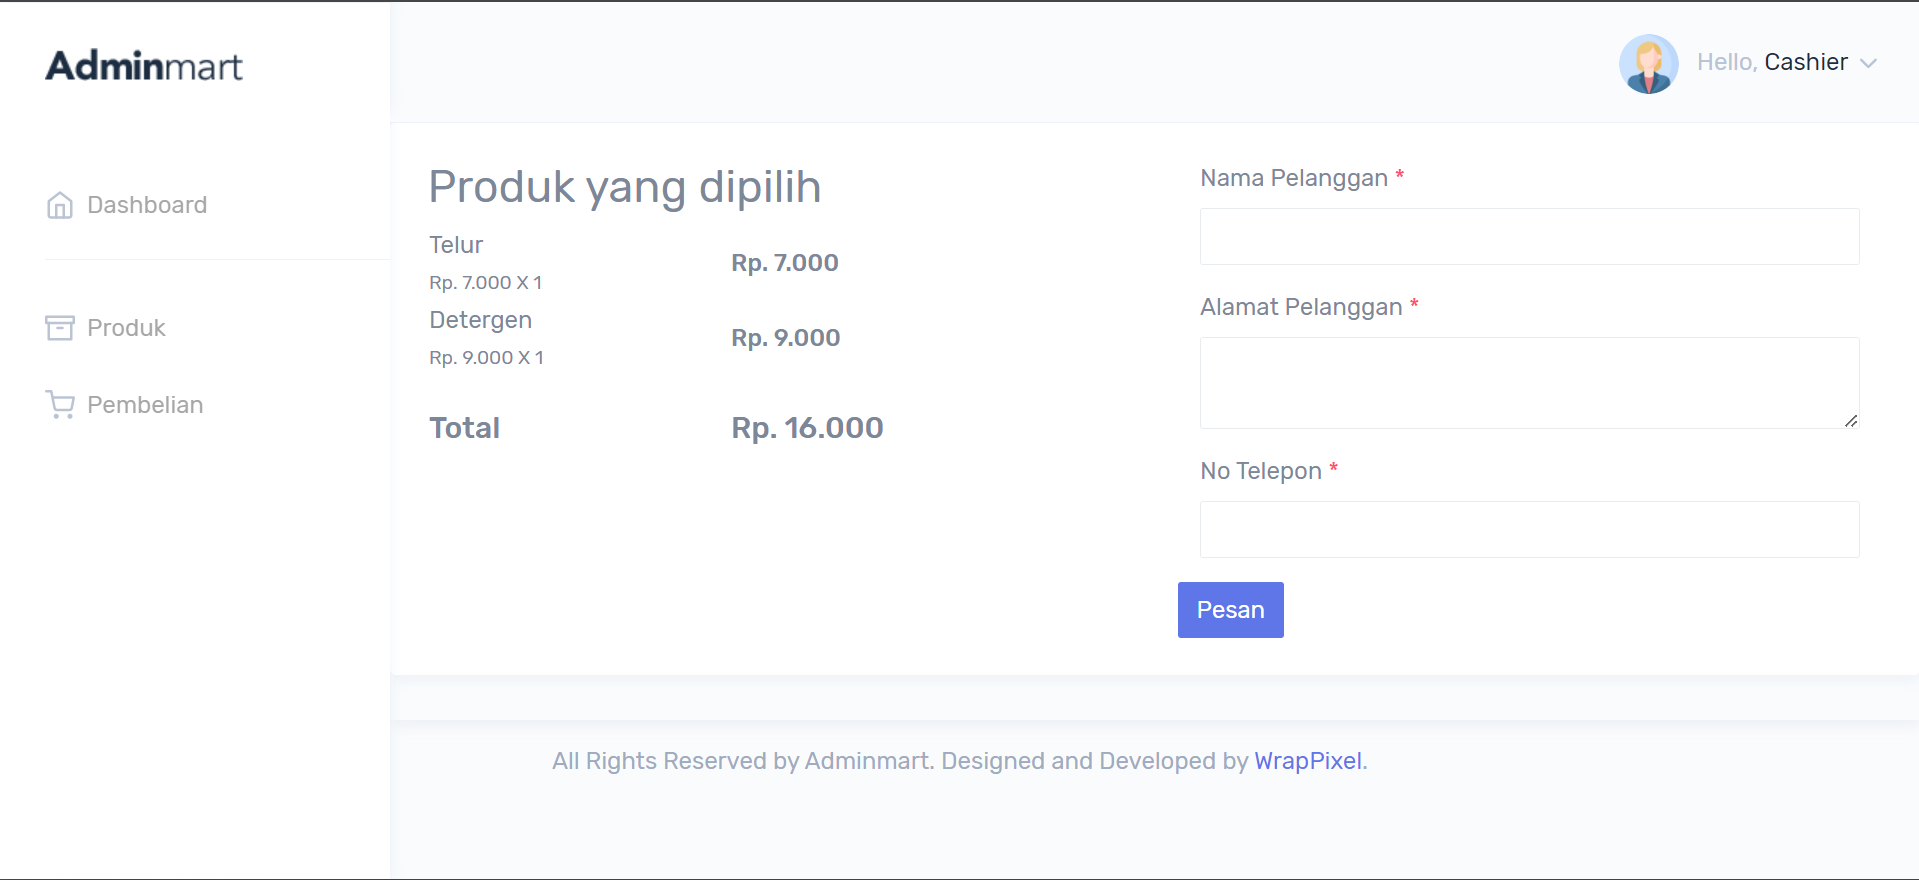 Adminmart
Hello, Cashier
Dashboard
Produk
Pembelian
Produk yang dipilih
Telur
Rp. 7.000 X 1
Rp. 7.000
Detergen
Rp. 9.000 X 1
Rp. 9.000
Total
Rp. 16.000
Nama Pelanggan *
Alamat Pelanggan *
No Telepon *
Pesan
All Rights Reserved by Adminmart. Designed and Developed by WrapPixel.